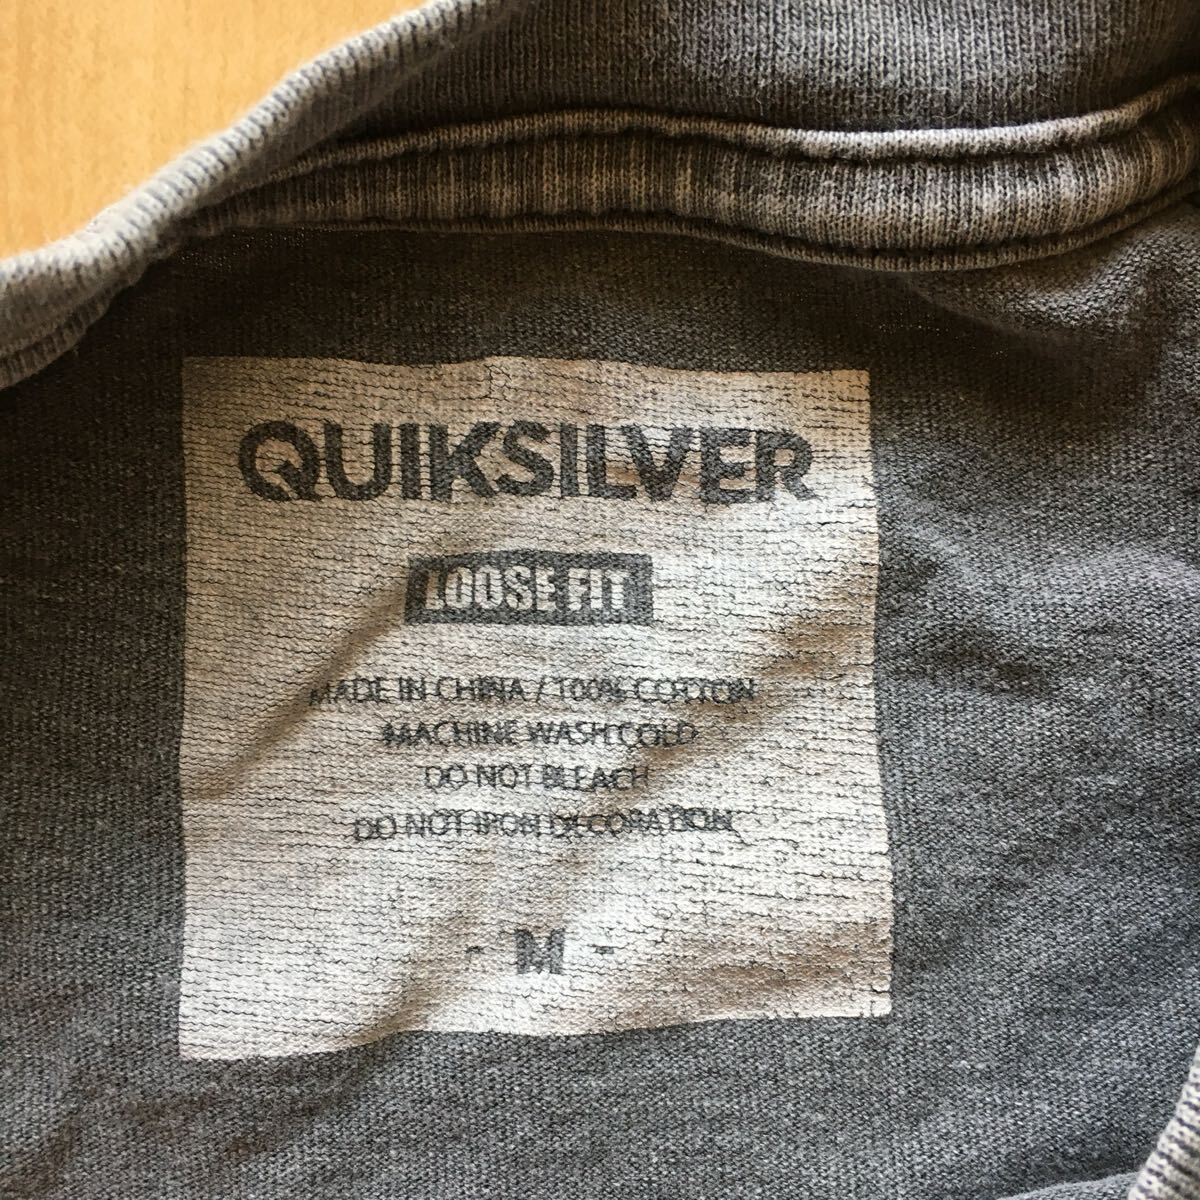 QUIKSILVER
LOOSE FIT
MADE IN CHINA / 100% COTTON
MACHINE WASH COLD
DO NOT BLEACH
DO NOT IRON DECORATION
- M -